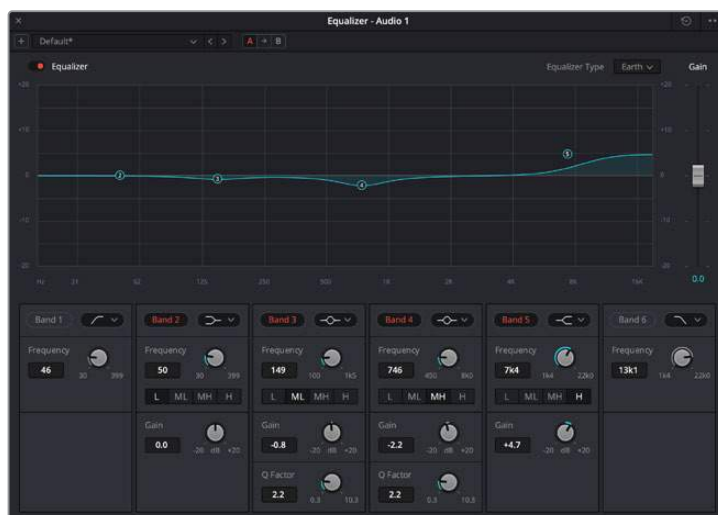 Equalizer - Audio 1
Default*
A
B
Equalizer
Equalizer Type
Earth
Gain
+20 +20
+10 +10
0 0
-10 -10
-20 -20
2 3 4 5
Hz 31 62 125 250 500 1K 2K 4K 8K 16K
0.0
Band 1 Band 2 Band 3 Band 4 Band 5 Band 6
Frequency Frequency Frequency Frequency Frequency Frequency
46 30 399 50 30 399 149 100 1k5 746 450 8k0 7k4 1k4 22k0 13k1 1k4 22k0
L ML MH H L ML MH H L ML MH H L ML MH H
Gain Gain Gain Gain
0.0 -20 dB +20 -0.8 -20 dB +20 -2.2 -20 dB +20 +4.7 -20 dB +20
Q Factor Q Factor
2.2 0.3 10.3 2.2 0.3 10.3